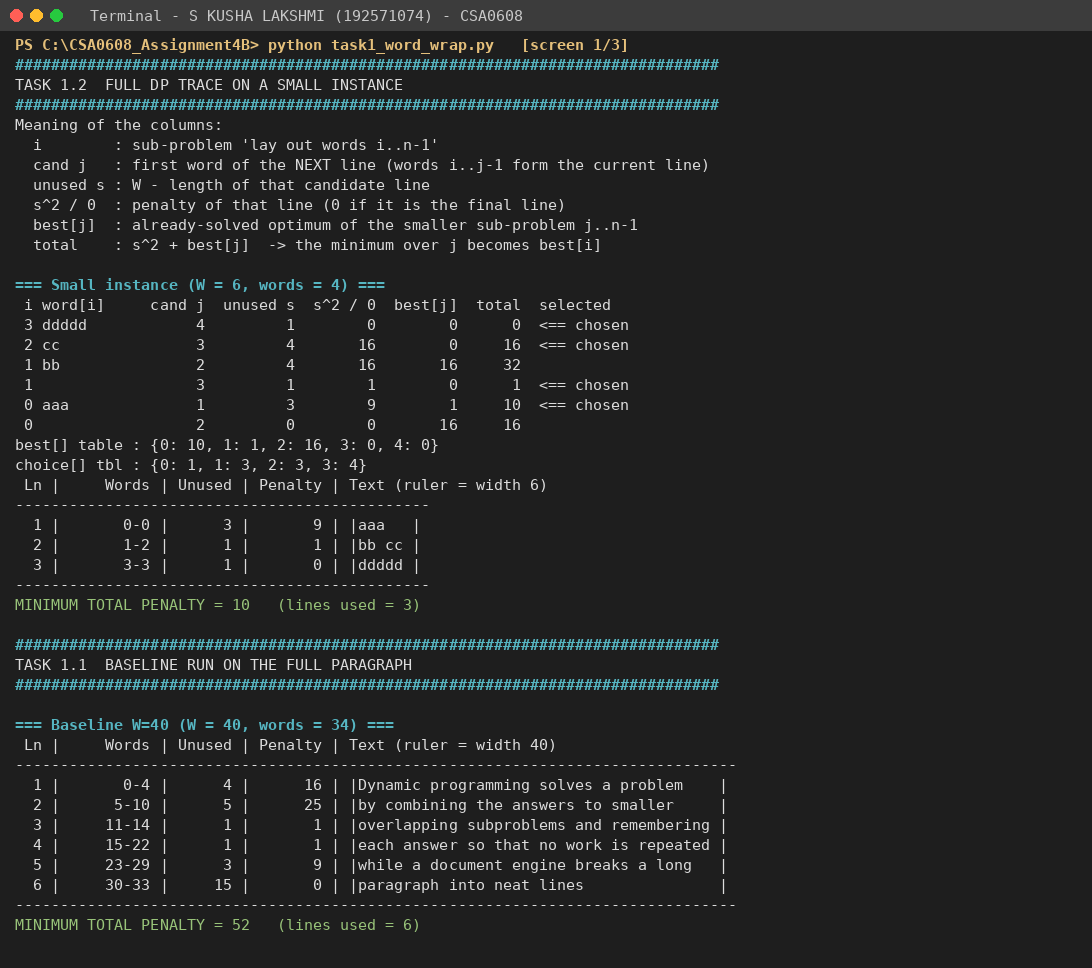 Terminal - S KUSHA LAKSHMI (192571074) - CSA0608
PS C:\CSA0608_Assignment4B> python task1_word_wrap.py   [screen 1/3]
##############################################################################
TASK 1.2  FULL DP TRACE ON A SMALL INSTANCE
##############################################################################
Meaning of the columns:
  i        : sub-problem 'lay out words i..n-1'
  cand j   : first word of the NEXT line (words i..j-1 form the current line)
  unused s : W - length of that candidate line
  s^2 / 0  : penalty of that line (0 if it is the final line)
  best[j]  : already-solved optimum of the smaller sub-problem j..n-1
  total    : s^2 + best[j]  -> the minimum over j becomes best[i]
=== Small instance (W = 6, words = 4) ===
 i word[i]     cand j  unused s  s^2 / 0  best[j]  total  selected
 3 ddddd            4         1        0        0      0  <== chosen
 2 cc               3         4       16        0     16  <== chosen
 1 bb               2         4       16       16     32
 1                  3         1        1        0      1  <== chosen
 0 aaa              1         3        9        1     10  <== chosen
 0                  2         0        0       16     16
best[] table : {0: 10, 1: 1, 2: 16, 3: 0, 4: 0}
choice[] tbl : {0: 1, 1: 3, 2: 3, 3: 4}
 Ln |     Words | Unused | Penalty | Text (ruler = width 6)
----------------------------------------------
  1 |       0-0 |      3 |       9 | |aaa   |
  2 |       1-2 |      1 |       1 | |bb cc |
  3 |       3-3 |      1 |       0 | |ddddd |
----------------------------------------------
MINIMUM TOTAL PENALTY = 10   (lines used = 3)
##############################################################################
TASK 1.1  BASELINE RUN ON THE FULL PARAGRAPH
##############################################################################
=== Baseline W=40 (W = 40, words = 34) ===
 Ln |     Words | Unused | Penalty | Text (ruler = width 40)
--------------------------------------------------------------------------------
  1 |       0-4 |      4 |      16 | |Dynamic programming solves a problem    |
  2 |      5-10 |      5 |      25 | |by combining the answers to smaller     |
  3 |     11-14 |      1 |       1 | |overlapping subproblems and remembering |
  4 |     15-22 |      1 |       1 | |each answer so that no work is repeated |
  5 |     23-29 |      3 |       9 | |while a document engine breaks a long   |
  6 |     30-33 |     15 |       0 | |paragraph into neat lines               |
--------------------------------------------------------------------------------
MINIMUM TOTAL PENALTY = 52   (lines used = 6)